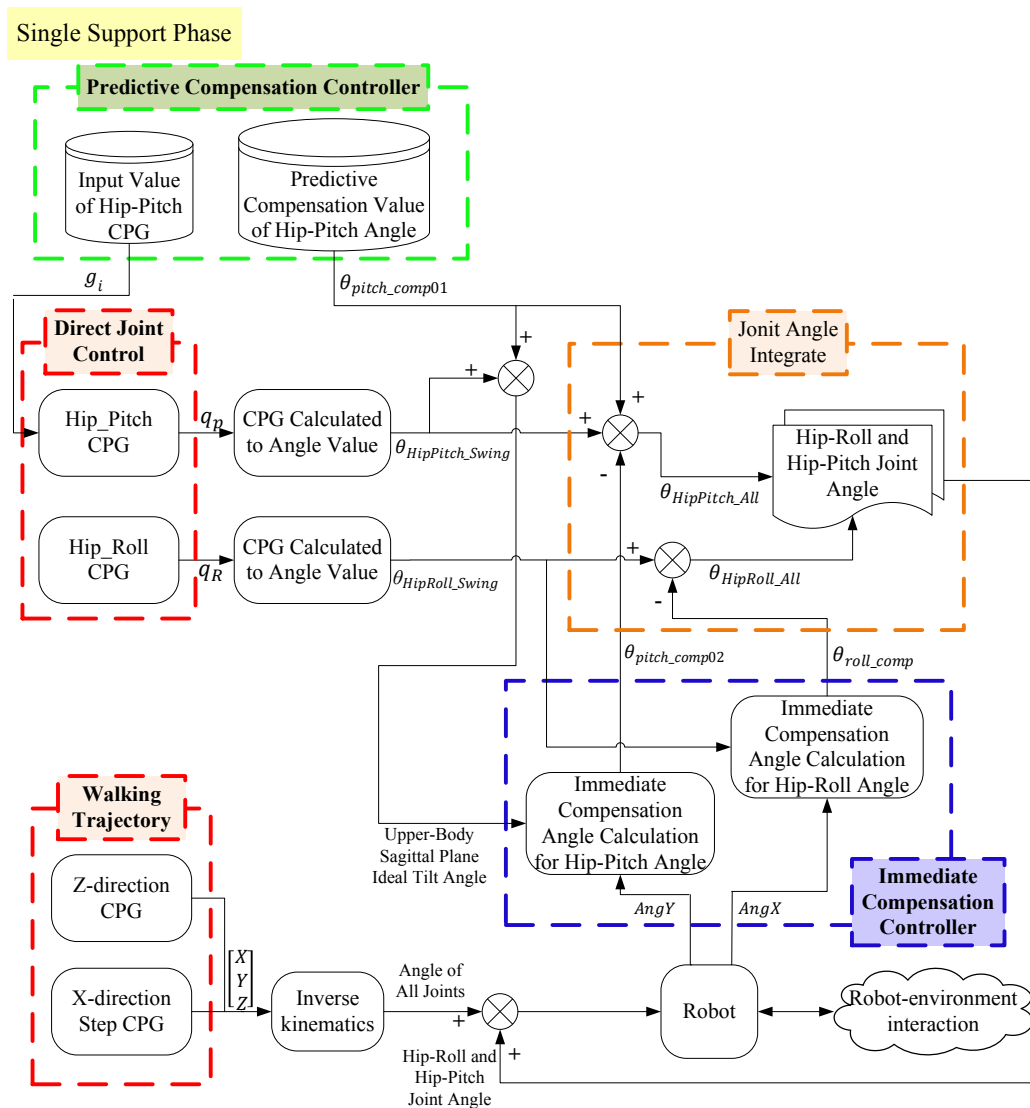 Single Support Phase
Predictive Compensation Controller
Input Value
of Hip-Pitch
CPG
Predictive
Compensation Value
of Hip-Pitch Angle
g_i
θ_pitch_comp01
Direct Joint
Control
Jonit Angle
Integrate
+
+
+
+
-
Hip_Pitch
CPG
q_p
CPG Calculated
to Angle Value
θ_HipPitch_Swing
θ_HipPitch_All
Hip-Roll and
Hip-Pitch Joint
Angle
Hip_Roll
CPG
q_R
CPG Calculated
to Angle Value
θ_HipRoll_Swing
+
-
θ_HipRoll_All
θ_pitch_comp02
θ_roll_comp
Immediate
Compensation
Angle Calculation
for Hip-Roll Angle
Immediate
Compensation
Angle Calculation
for Hip-Pitch Angle
Upper-Body
Sagittal Plane
Ideal Tilt Angle
AngY
AngX
Immediate
Compensation
Controller
Walking
Trajectory
Z-direction
CPG
X-direction
Step CPG
[X
Y
Z]
Inverse
kinematics
Angle of
All Joints
+
+
Hip-Roll and
Hip-Pitch
Joint Angle
Robot
Robot-environment
interaction